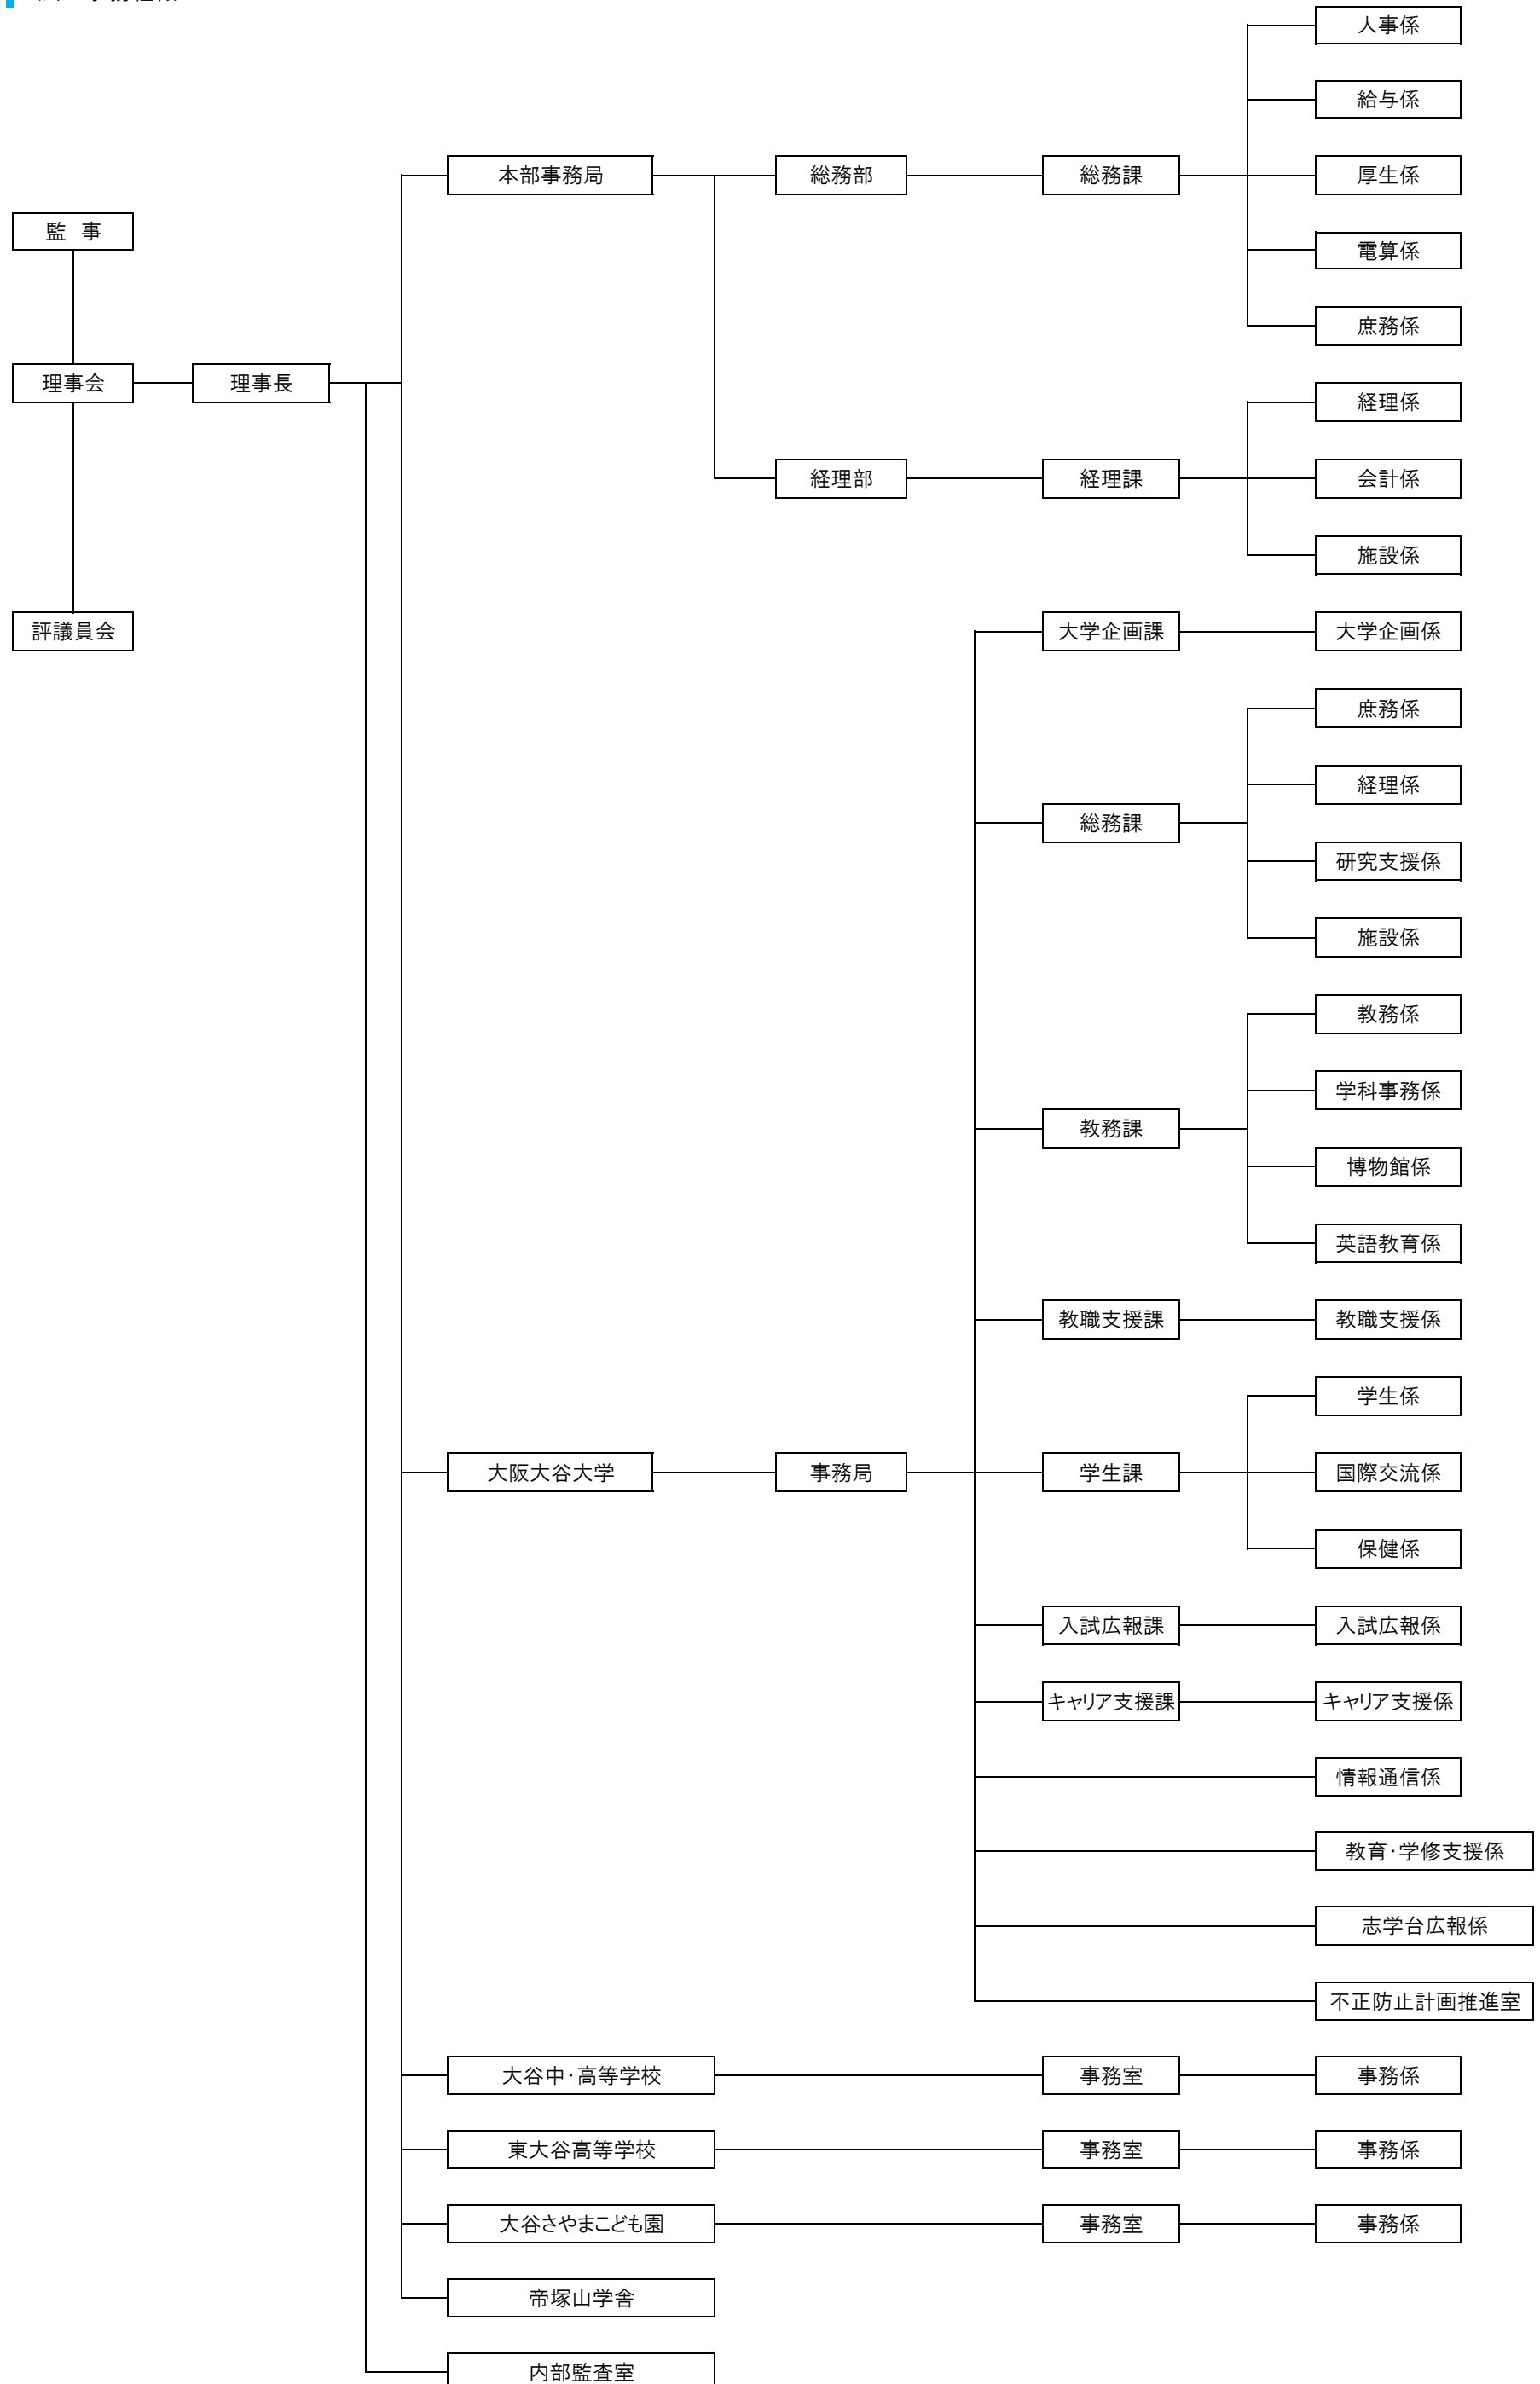 人事係
給与係
本部事務局 総務部 総務課 厚生係
監 事
電算係
庶務係
理事会 理事長
経理係
経理部 経理課 会計係
施設係
評議員会 大学企画課 大学企画係
庶務係
経理係
総務課
研究支援係
施設係
教務係
学科事務係
教務課
博物館係
英語教育係
教職支援課 教職支援係
学生係
大阪大谷大学 事務局 学生課 国際交流係
保健係
入試広報課 入試広報係
キャリア支援課 キャリア支援係
情報通信係
教育・学修支援係
志学台広報係
不正防止計画推進室
大谷中・高等学校 事務室 事務係
東大谷高等学校 事務室 事務係
大谷さやまこども園 事務室 事務係
帝塚山学舎
内部監査室